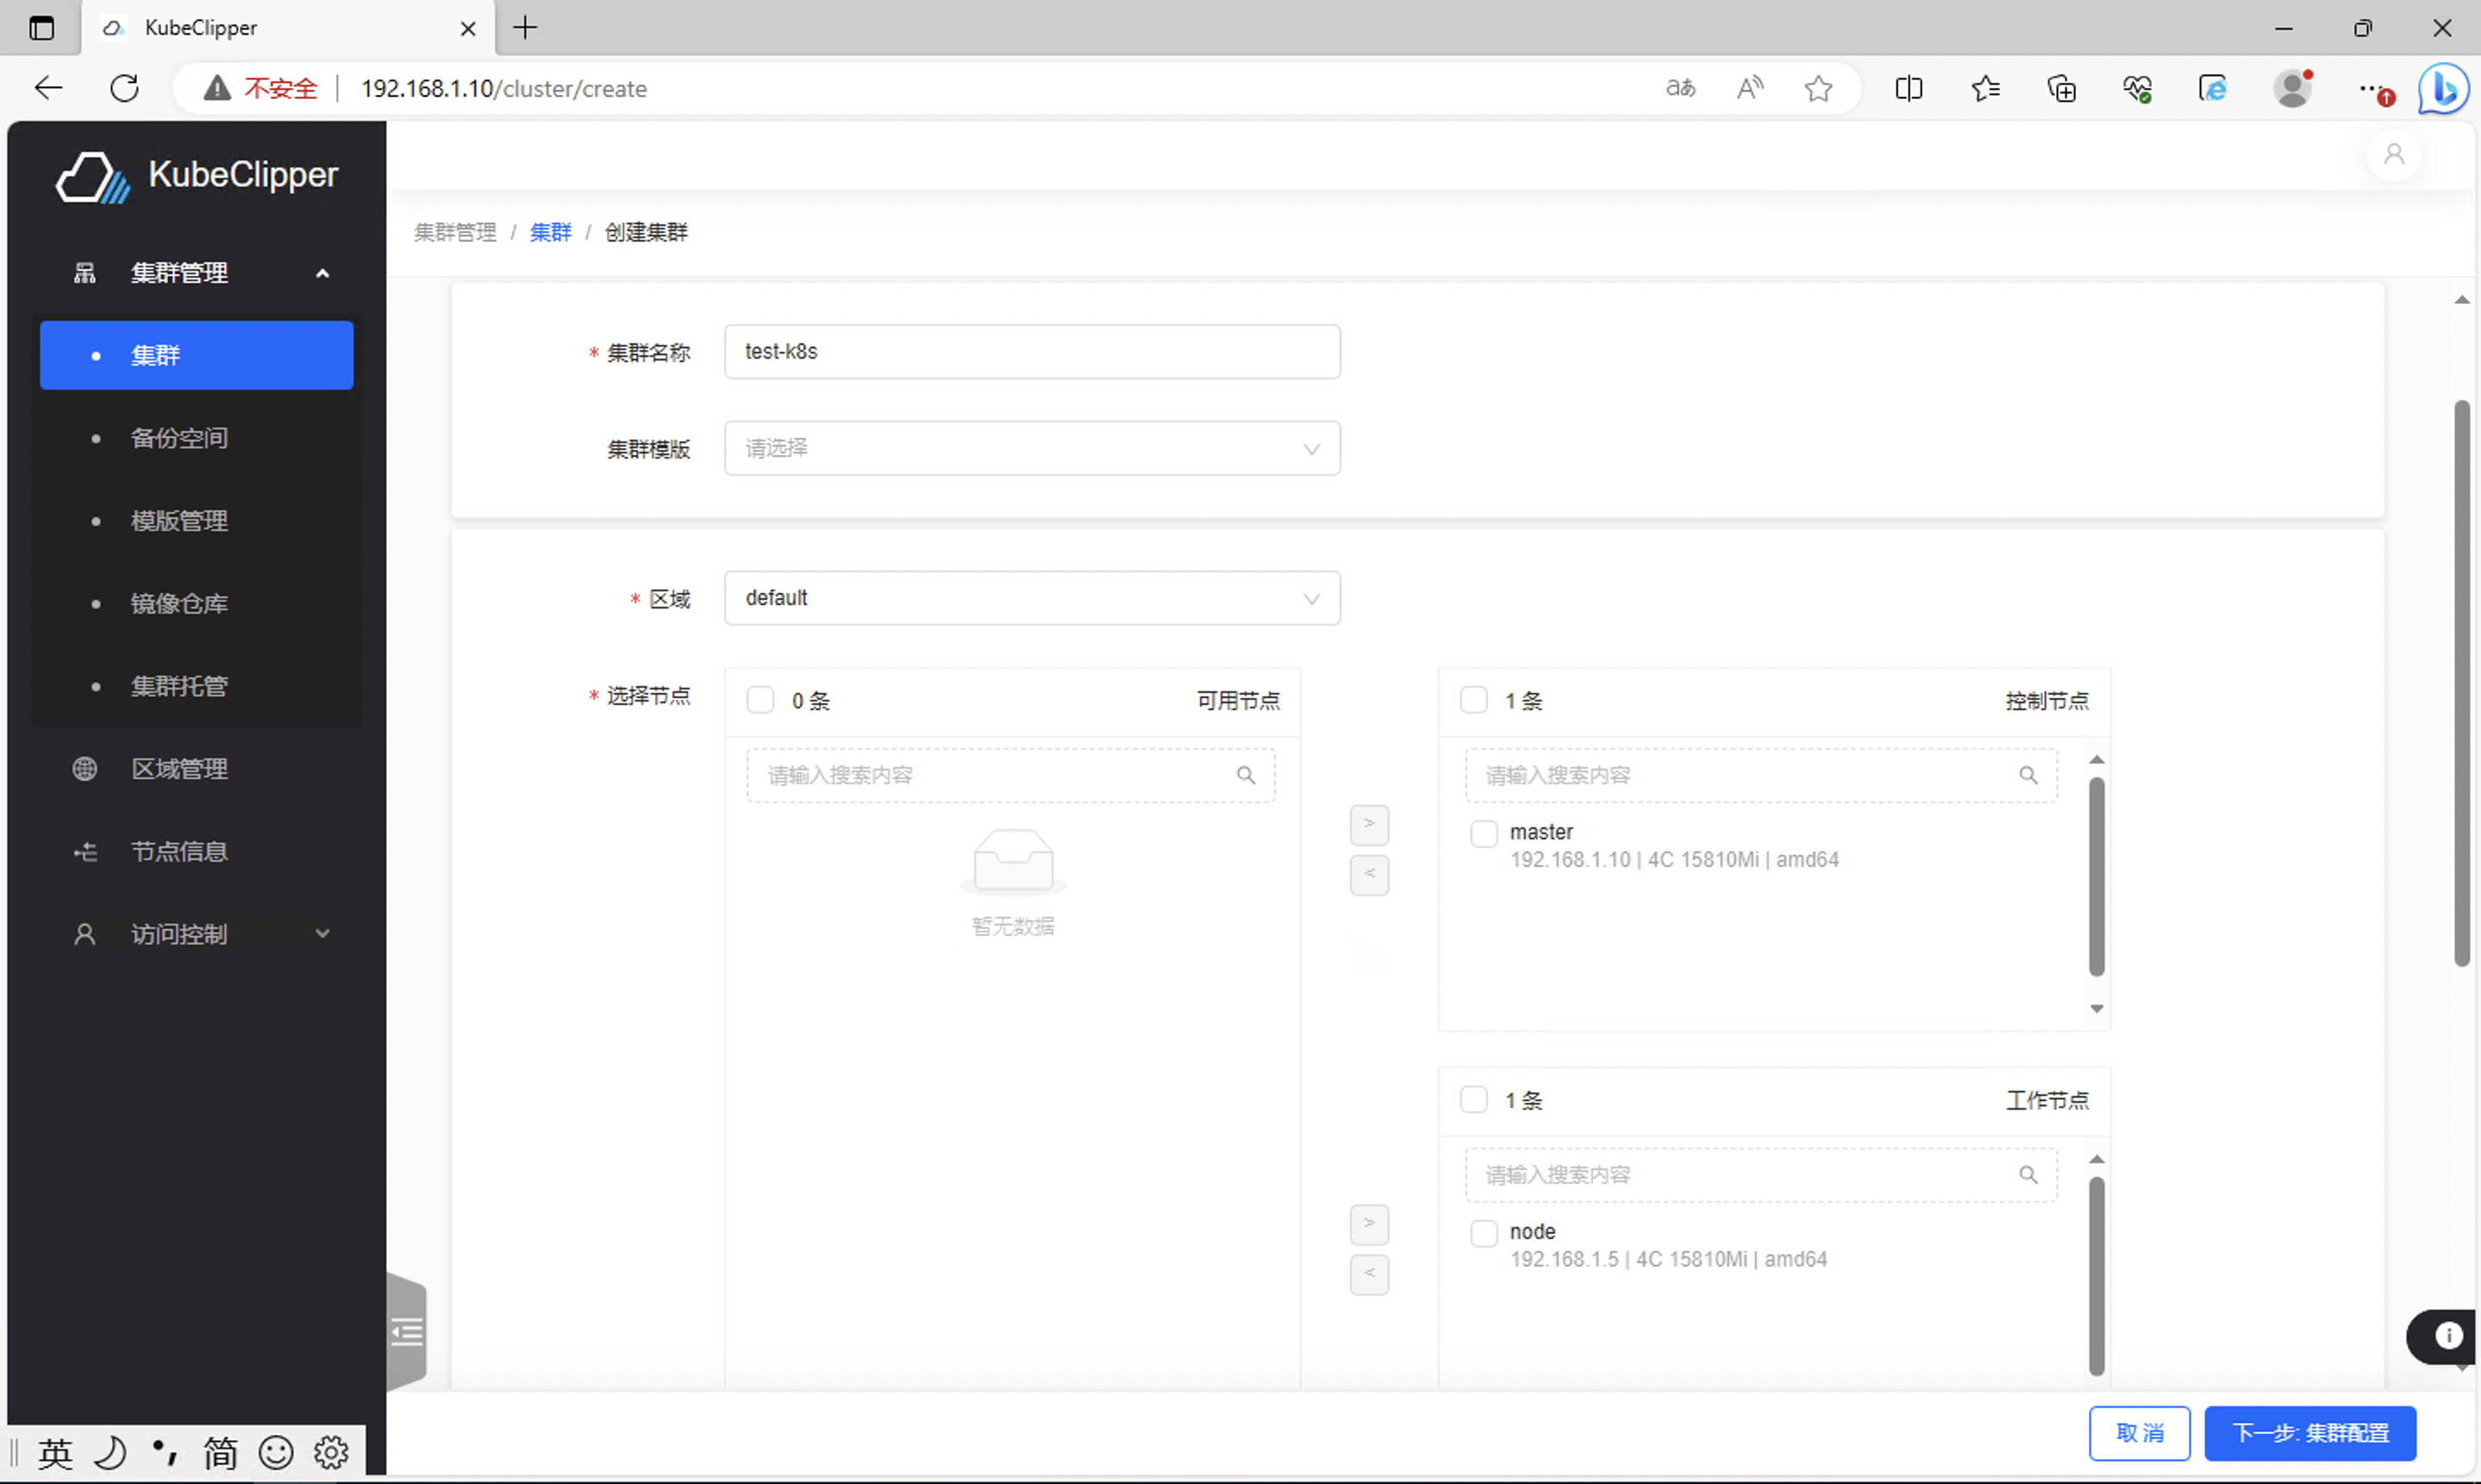 KubeClipper
不安全 | 192.168.1.10/cluster/create
aあ
KubeClipper
集群管理
集群
备份空间
模版管理
镜像仓库
集群托管
区域管理
节点信息
访问控制
集群管理 / 集群 / 创建集群
* 集群名称 test-k8s
集群模版 请选择
* 区域 default
* 选择节点
0 条 可用节点
请输入搜索内容
暂无数据
>
<
1 条 控制节点
请输入搜索内容
master
192.168.1.10 | 4C 15810Mi | amd64
>
<
1 条 工作节点
请输入搜索内容
node
192.168.1.5 | 4C 15810Mi | amd64
取 消
下一步: 集群配置
英 简